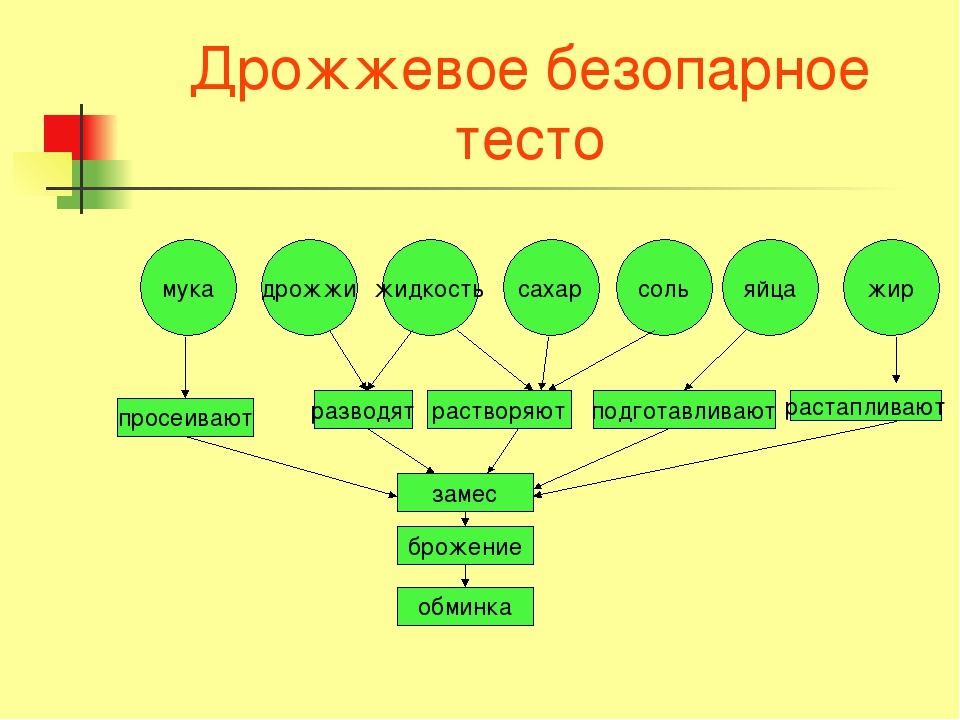 Дрожжевое безопарное
тесто
мука
дрожжи
жидкость
сахар
соль
яйца
жир
просеивают
разводят
растворяют
подготавливают
растапливают
замес
брожение
обминка